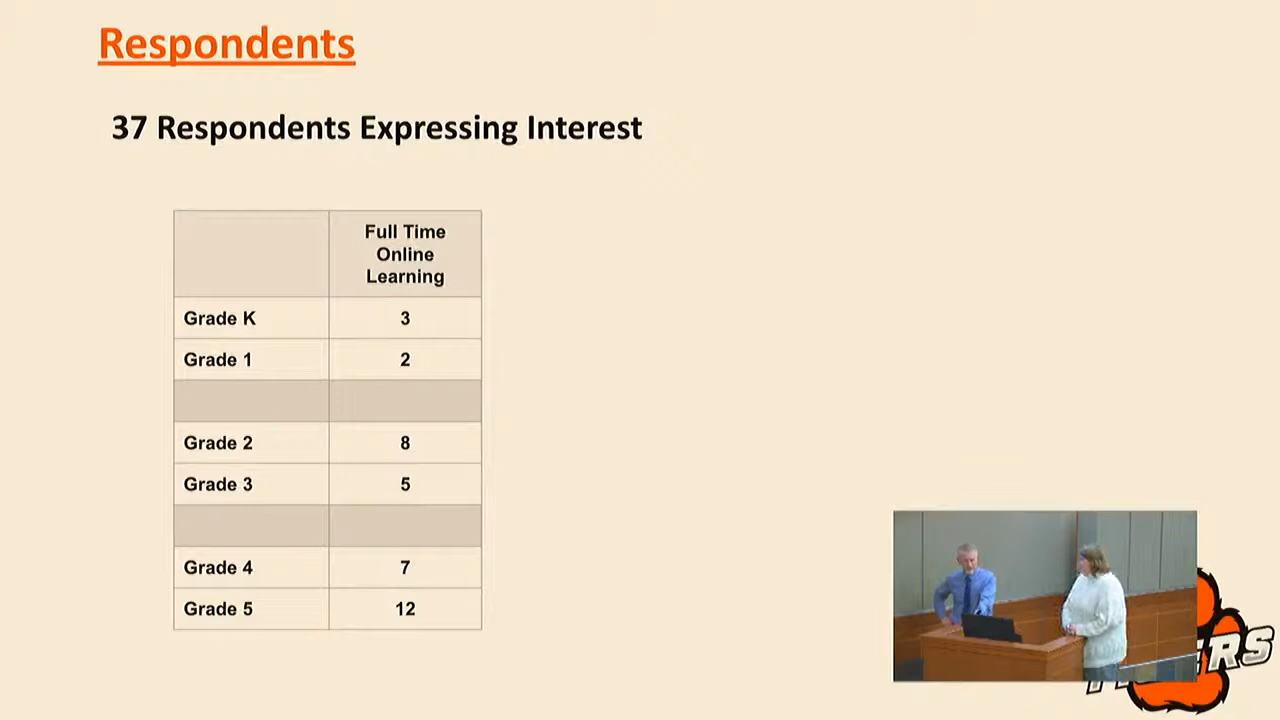 Respondents
37 Respondents Expressing Interest
Full Time
Online
Learning
Grade K 3
Grade 1 2
Grade 2 8
Grade 3 5
Grade 4 7
Grade 5 12